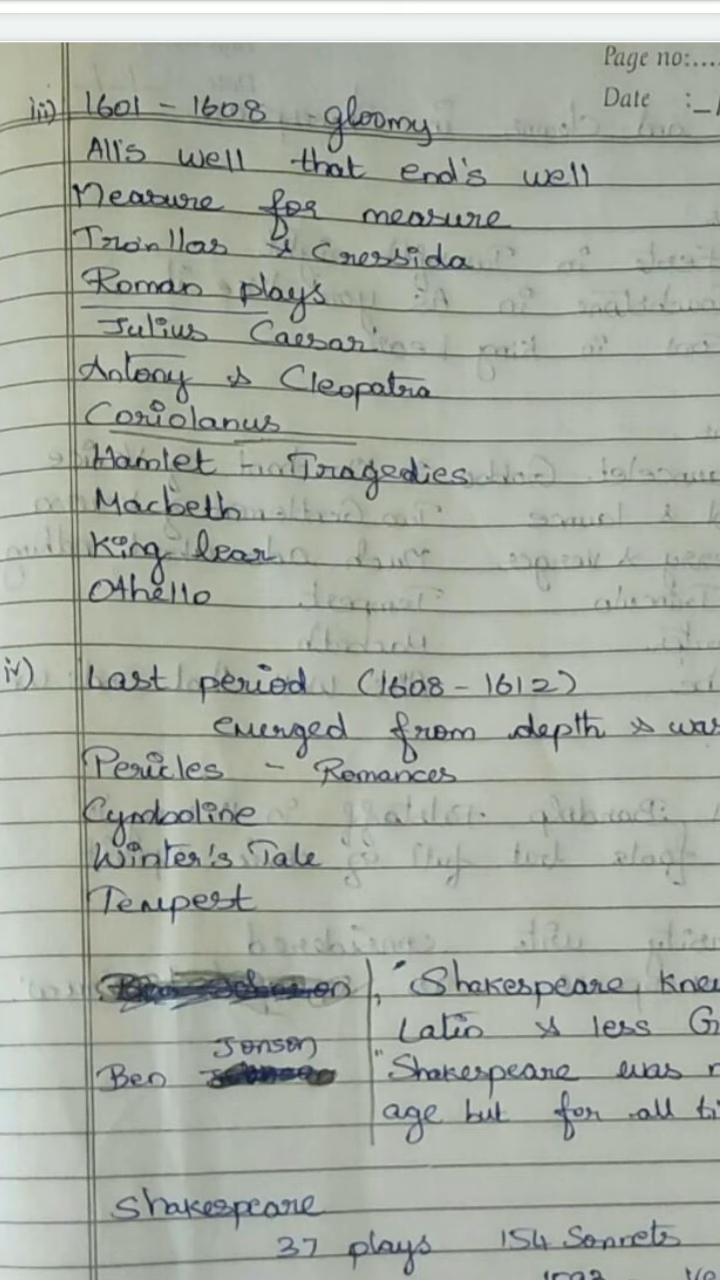 Page no:....
Date :_
iii) 1601 - 1608 - gloomy
All's well that end's well
Measure for measure
Troillas & Cressida
Roman plays
Julius Caesar
Antony & Cleopatra
Coriolanus
Hamlet - Tragedies
Macbeth
King lear
Othello
iv) Last period (1608 - 1612)
emerged from depth & was
Pericles - Romances
Cymboline
Winter's Tale
Tempest
"Shakespeare, knew
Latin & less G
Ben Jonson
"Shakespeare was
age but for all ti
Shakespeare
37 plays 154 Sonnets